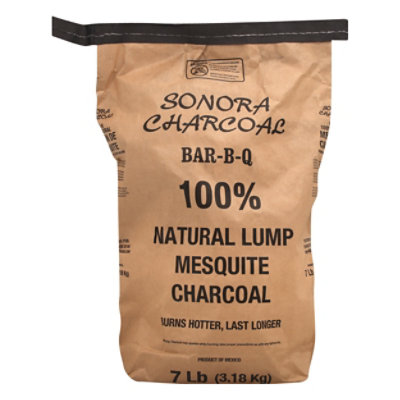 SONORA
CHARCOAL
BAR-B-Q
100%
NATURAL LUMP
MESQUITE
CHARCOAL
BURNS HOTTER, LAST LONGER
PRODUCT OF MEXICO
7 Lb (3.18 Kg)